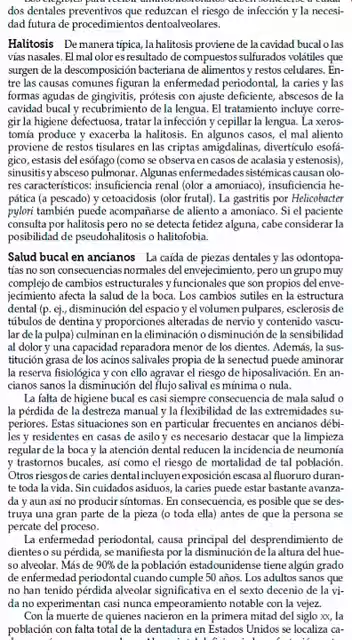 dos dentales preventivos que reduzcan el riesgo de infección y la necesi-
dad futura de procedimientos dentoalveolares.
Halitosis De manera típica, la halitosis proviene de la cavidad bucal o las
vías nasales. El mal olor es resultado de compuestos sulfurados volátiles que
surgen de la descomposición bacteriana de alimentos y restos celulares. En-
tre las causas comunes figuran la enfermedad periodontal, la caries y las
formas agudas de gingivitis, prótesis con ajuste deficiente, abscesos de la
cavidad bucal y recubrimiento de la lengua. El tratamiento incluye corre-
gir la higiene defectuosa, tratar la infección y cepillar la lengua. La xeros-
tomía produce y exacerba la halitosis. En algunos casos, el mal aliento
proviene de restos tisulares en las criptas amigdalinas, divertículo esofá-
gico, estasis del esófago (como se observa en casos de acalasia y estenosis),
sinusitis y absceso pulmonar. Algunas enfermedades sistémicas causan olo-
res característicos: insuficiencia renal (olor a amoniaco), insuficiencia he-
pática (a pescado) y cetoacidosis (olor frutal). La gastritis por Helicobacter
pylori también puede acompañarse de aliento a amoniaco. Si el paciente
consulta por halitosis pero no se detecta fetidez alguna, cabe considerar la
posibilidad de pseudohalitosis o halitofobia.
Salud bucal en ancianos La caída de piezas dentales y las odontopa-
tías no son consecuencias normales del envejecimiento, pero un grupo muy
complejo de cambios estructurales y funcionales que son propios del enve-
jecimiento afecta la salud de la boca. Los cambios sutiles en la estructura
dental (p. ej., disminución del espacio y el volumen pulpares, esclerosis de
túbulos de dentina y proporciones alteradas de nervio y contenido vascu-
lar de la pulpa) culminan en la eliminación o disminución de la sensibilidad
al dolor y una capacidad reparadora menor de los dientes. Además, la sus-
titución grasa de los acinos salivales propia de la senectud puede aminorar
la reserva fisiológica y con ello agravar el riesgo de hiposalivación. En an-
cianos sanos la disminución del flujo salival es mínima o nula.
La falta de higiene bucal es casi siempre consecuencia de mala salud o
la pérdida de la destreza manual y la flexibilidad de las extremidades su-
periores. Estas situaciones son en particular frecuentes en ancianos débi-
les y residentes en casas de asilo y es necesario destacar que la limpieza
regular de la boca y la atención dental reducen la incidencia de neumonía
y trastornos bucales, así como el riesgo de mortalidad de tal población.
Otros riesgos de caries dental incluyen exposición escasa al fluoruro duran-
te toda la vida. Sin cuidados asiduos, la caries puede estar bastante avanza-
da y aun así no producir síntomas. En consecuencia, es posible que se des-
truya una gran parte de la pieza (o toda ella) antes de que la persona se
percate del proceso.
La enfermedad periodontal, causa principal del desprendimiento de
dientes o su pérdida, se manifiesta por la disminución de la altura del hue-
so alveolar. Más de 90% de la población estadounidense tiene algún grado
de enfermedad periodontal cuando cumple 50 años. Los adultos sanos que
no han tenido pérdida alveolar significativa en el sexto decenio de la vi-
da no experimentan casi nunca empeoramiento notable con la vejez.
Con la muerte de quienes nacieron en la primera mitad del siglo XX, la
población con falta total de la dentadura en Estados Unidos se localiza ca-